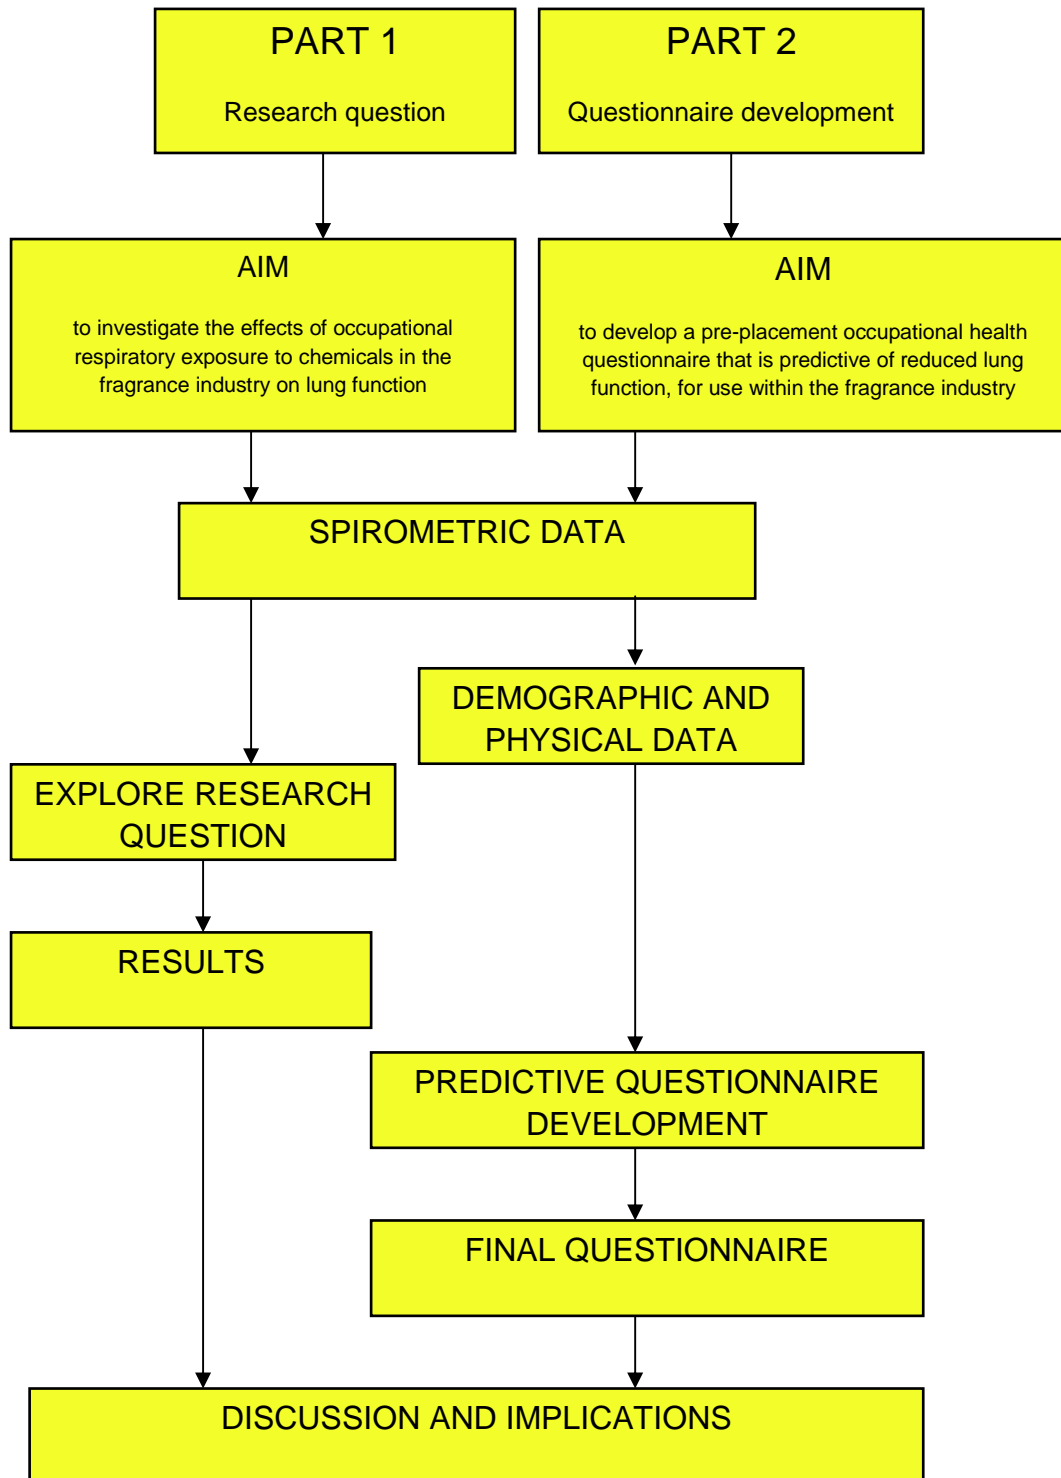 PART 1
Research question
PART 2
Questionnaire development
AIM
to investigate the effects of occupational
respiratory exposure to chemicals in the
fragrance industry on lung function
AIM
to develop a pre-placement occupational health
questionnaire that is predictive of reduced lung
function, for use within the fragrance industry
SPIROMETRIC DATA
DEMOGRAPHIC AND
PHYSICAL DATA
EXPLORE RESEARCH
QUESTION
RESULTS
PREDICTIVE QUESTIONNAIRE
DEVELOPMENT
FINAL QUESTIONNAIRE
DISCUSSION AND IMPLICATIONS